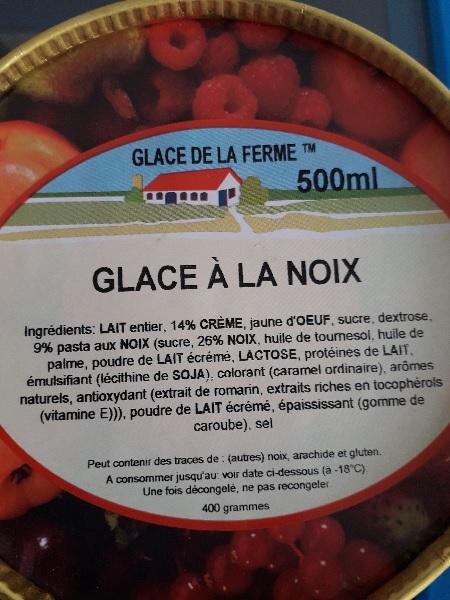 GLACE DE LA FERME ™
500ml
GLACE À LA NOIX
Ingrédients: LAIT entier, 14% CRÈME, jaune d'OEUF, sucre, dextrose,
9% pasta aux NOIX (sucre, 26% NOIX, huile de tournesol, huile de
palme, poudre de LAIT écrémé, LACTOSE, protéines de LAIT,
émulsifiant (lécithine de SOJA), colorant (caramel ordinaire), arômes
naturels, antioxydant (extrait de romarin, extraits riches en tocophérols
(vitamine E))), poudre de LAIT écrémé, épaississant (gomme de
caroube), sel
Peut contenir des traces de : (autres) noix, arachide et gluten.
A consommer jusqu'au: voir date ci-dessous (à -18°C).
Une fois décongelé, ne pas recongeler.
400 grammes